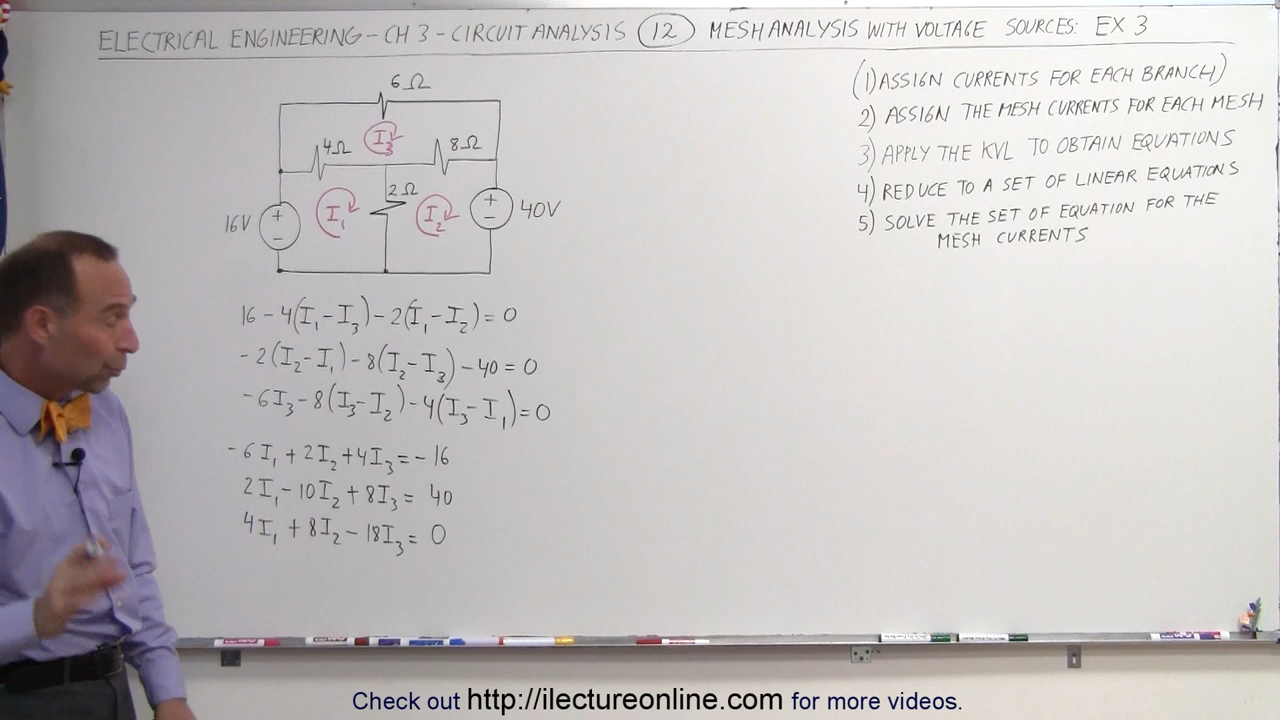 ELECTRICAL ENGINEERING - CH 3 - CIRCUIT ANALYSIS (12) MESH ANALYSIS WITH VOLTAGE SOURCES: EX 3
(1) ASSIGN CURRENTS FOR EACH BRANCH)
2) ASSIGN THE MESH CURRENTS FOR EACH MESH
3) APPLY THE KVL TO OBTAIN EQUATIONS
4) REDUCE TO A SET OF LINEAR EQUATIONS
5) SOLVE THE SET OF EQUATION FOR THE
MESH CURRENTS
6Ω
4Ω I₃ 8Ω
2Ω
16V + − I₁ I₂ + − 40V
16 - 4(I₁ - I₃) - 2(I₁ - I₂) = 0
-2(I₂ - I₁) - 8(I₂ - I₃) - 40 = 0
-6I₃ - 8(I₃ - I₂) - 4(I₃ - I₁) = 0
-6I₁ + 2I₂ + 4I₃ = -16
2I₁ - 10I₂ + 8I₃ = 40
4I₁ + 8I₂ - 18I₃ = 0
Check out http://ilectureonline.com for more videos.